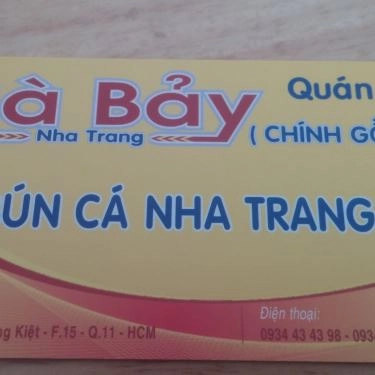 à Bảy
Quán
Nha Trang
( CHÍNH GỐ
ÚN CÁ NHA TRANG
Điện thoại:
ng Kiệt - F.15 - Q.11 - HCM
0934 43 43 98 - 093